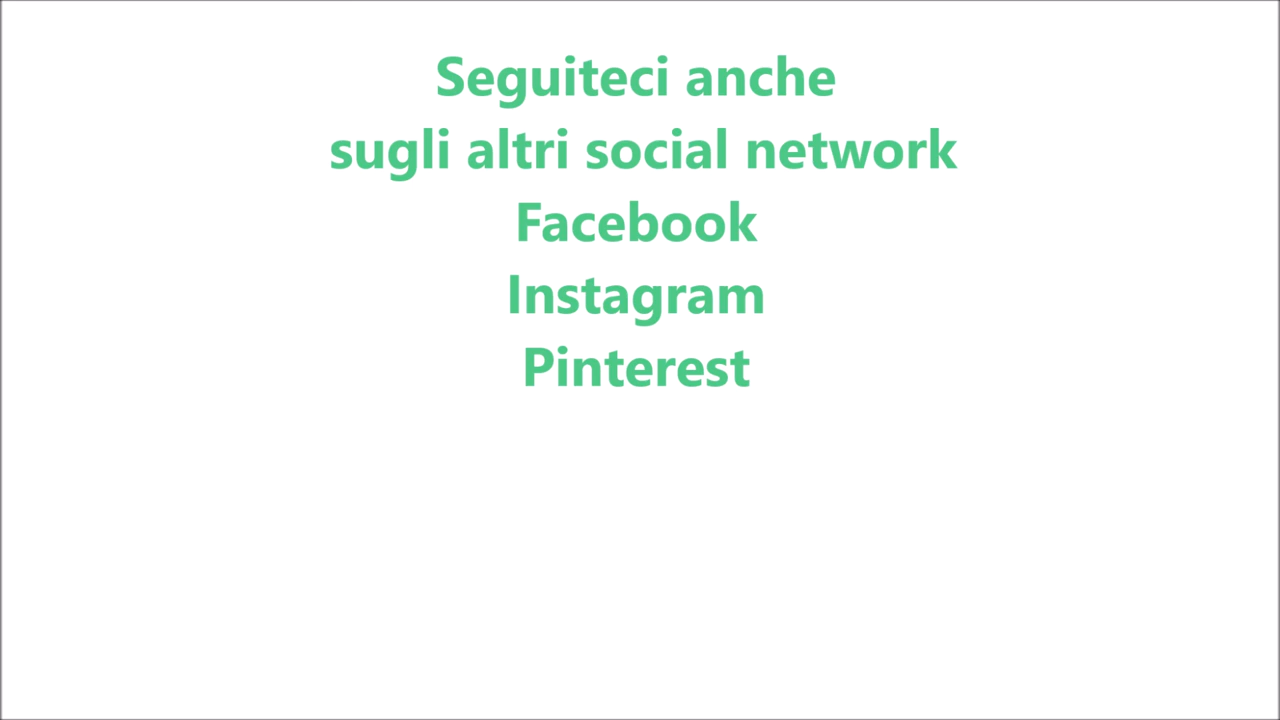 Seguiteci anche
sugli altri social network
Facebook
Instagram
Pinterest